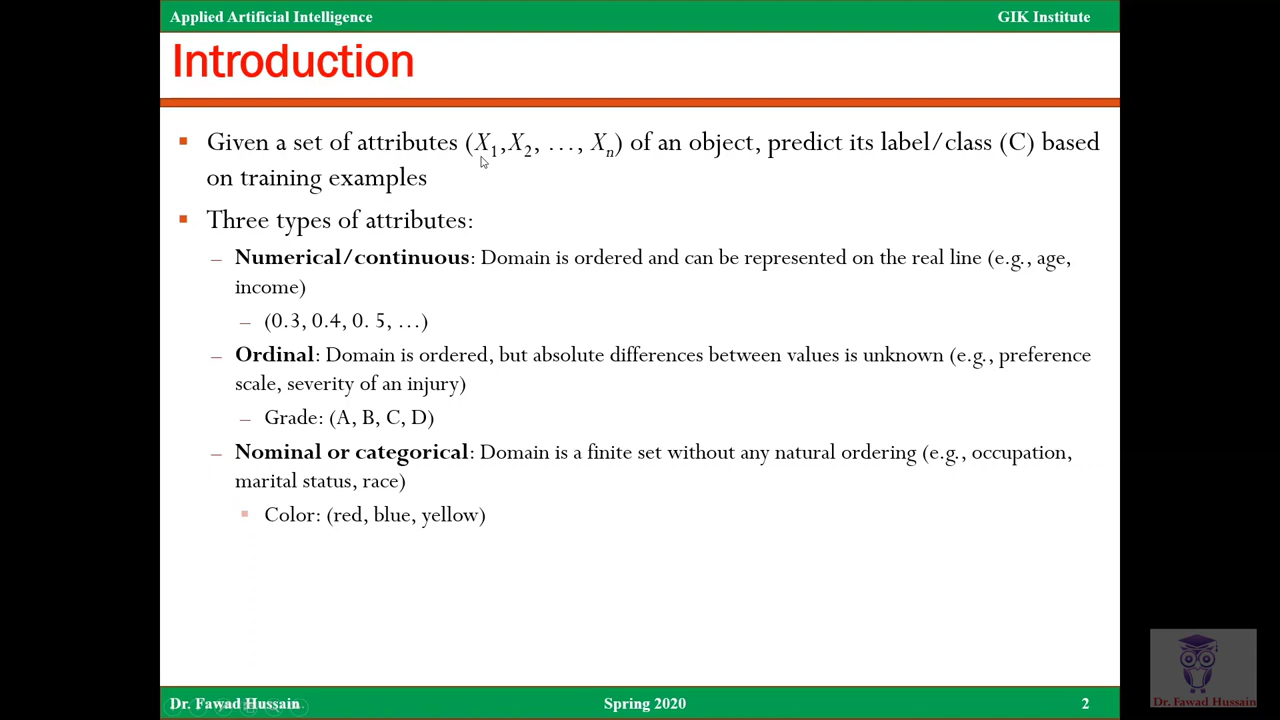 Applied Artificial Intelligence
GIK Institute
Introduction
Given a set of attributes (X1,X2, …, Xn) of an object, predict its label/class (C) based
on training examples
Three types of attributes:
Numerical/continuous: Domain is ordered and can be represented on the real line (e.g., age,
income)
– (0.3, 0.4, 0. 5, …)
– Ordinal: Domain is ordered, but absolute differences between values is unknown (e.g., preference
scale, severity of an injury)
– Grade: (A, B, C, D)
– Nominal or categorical: Domain is a finite set without any natural ordering (e.g., occupation,
marital status, race)
Color: (red, blue, yellow)
Dr. Fawad Hussain
Spring 2020
2
Dr. Fawad Hussain